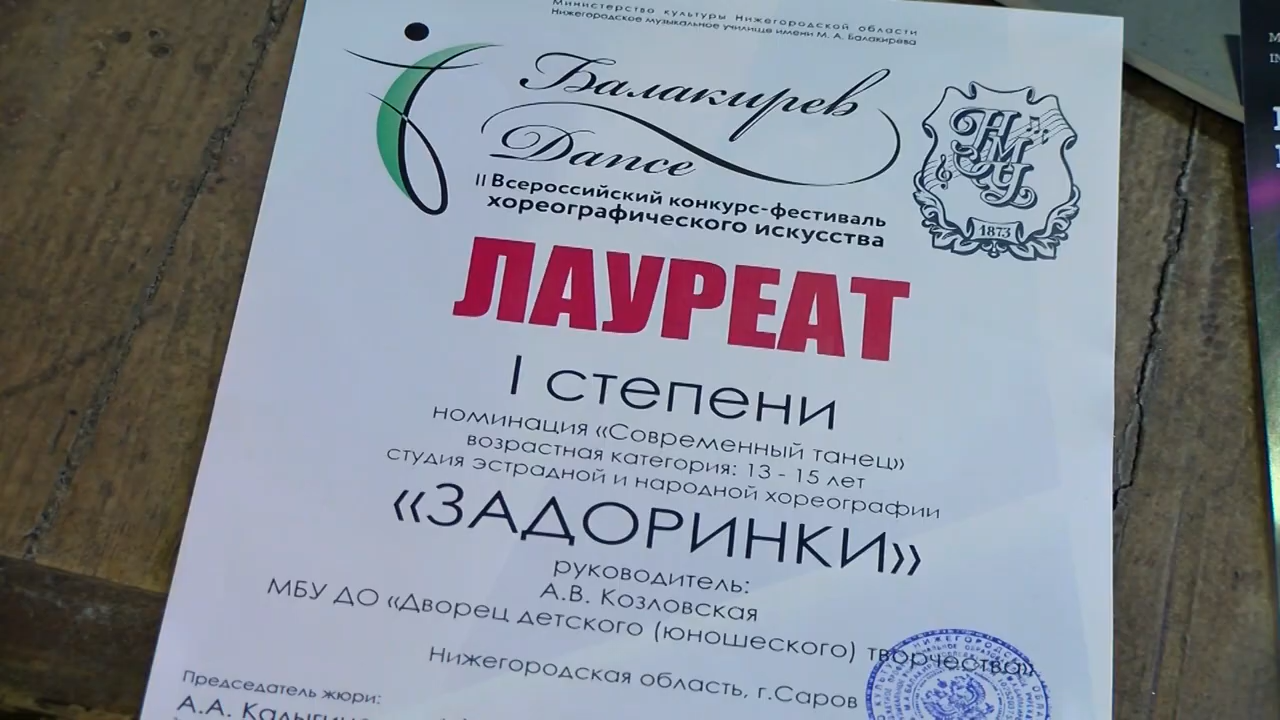 Министерство культуры Нижегородской области
Нижегородское музыкальное училище имени М. А. Балакирева
Балакирев
Dance
НМУ
1873
II Всероссийский конкурс-фестиваль
хореографического искусства
ЛАУРЕАТ
I степени
номинация «Современный танец»
возрастная категория: 13 - 15 лет
студия эстрадной и народной хореографии
«ЗАДОРИНКИ»
руководитель:
А.В. Козловская
МБУ ДО «Дворец детского (юношеского) творчества»
Нижегородская область, г.Саров
Председатель жюри:
А.А.